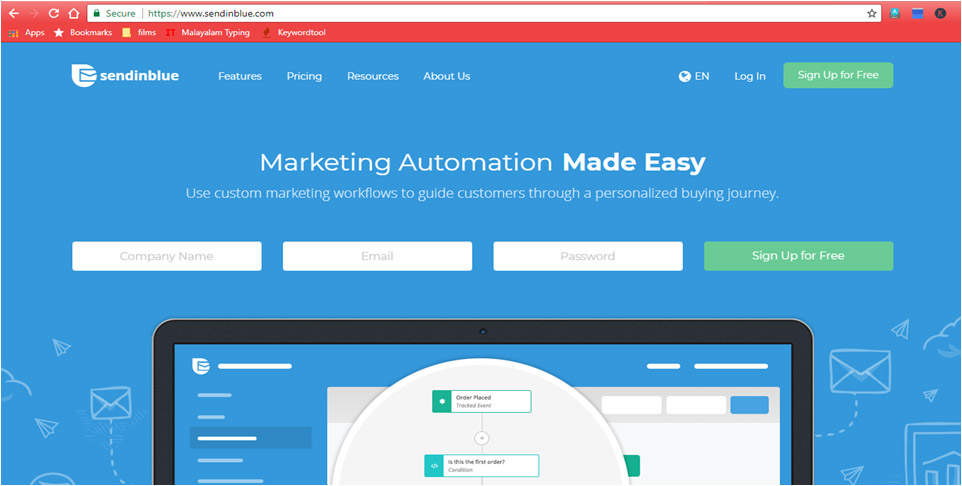 Secure https://www.sendinblue.com
Apps Bookmarks films IT Malayalam Typing Keywordtool
sendinblue Features Pricing Resources About Us EN Log In Sign Up for Free
Marketing Automation Made Easy
Use custom marketing workflows to guide customers through a personalized buying journey.
Company Name Email Password Sign Up for Free
Order Placed
Tracked Event
+
</> Is this the first order?
Condition